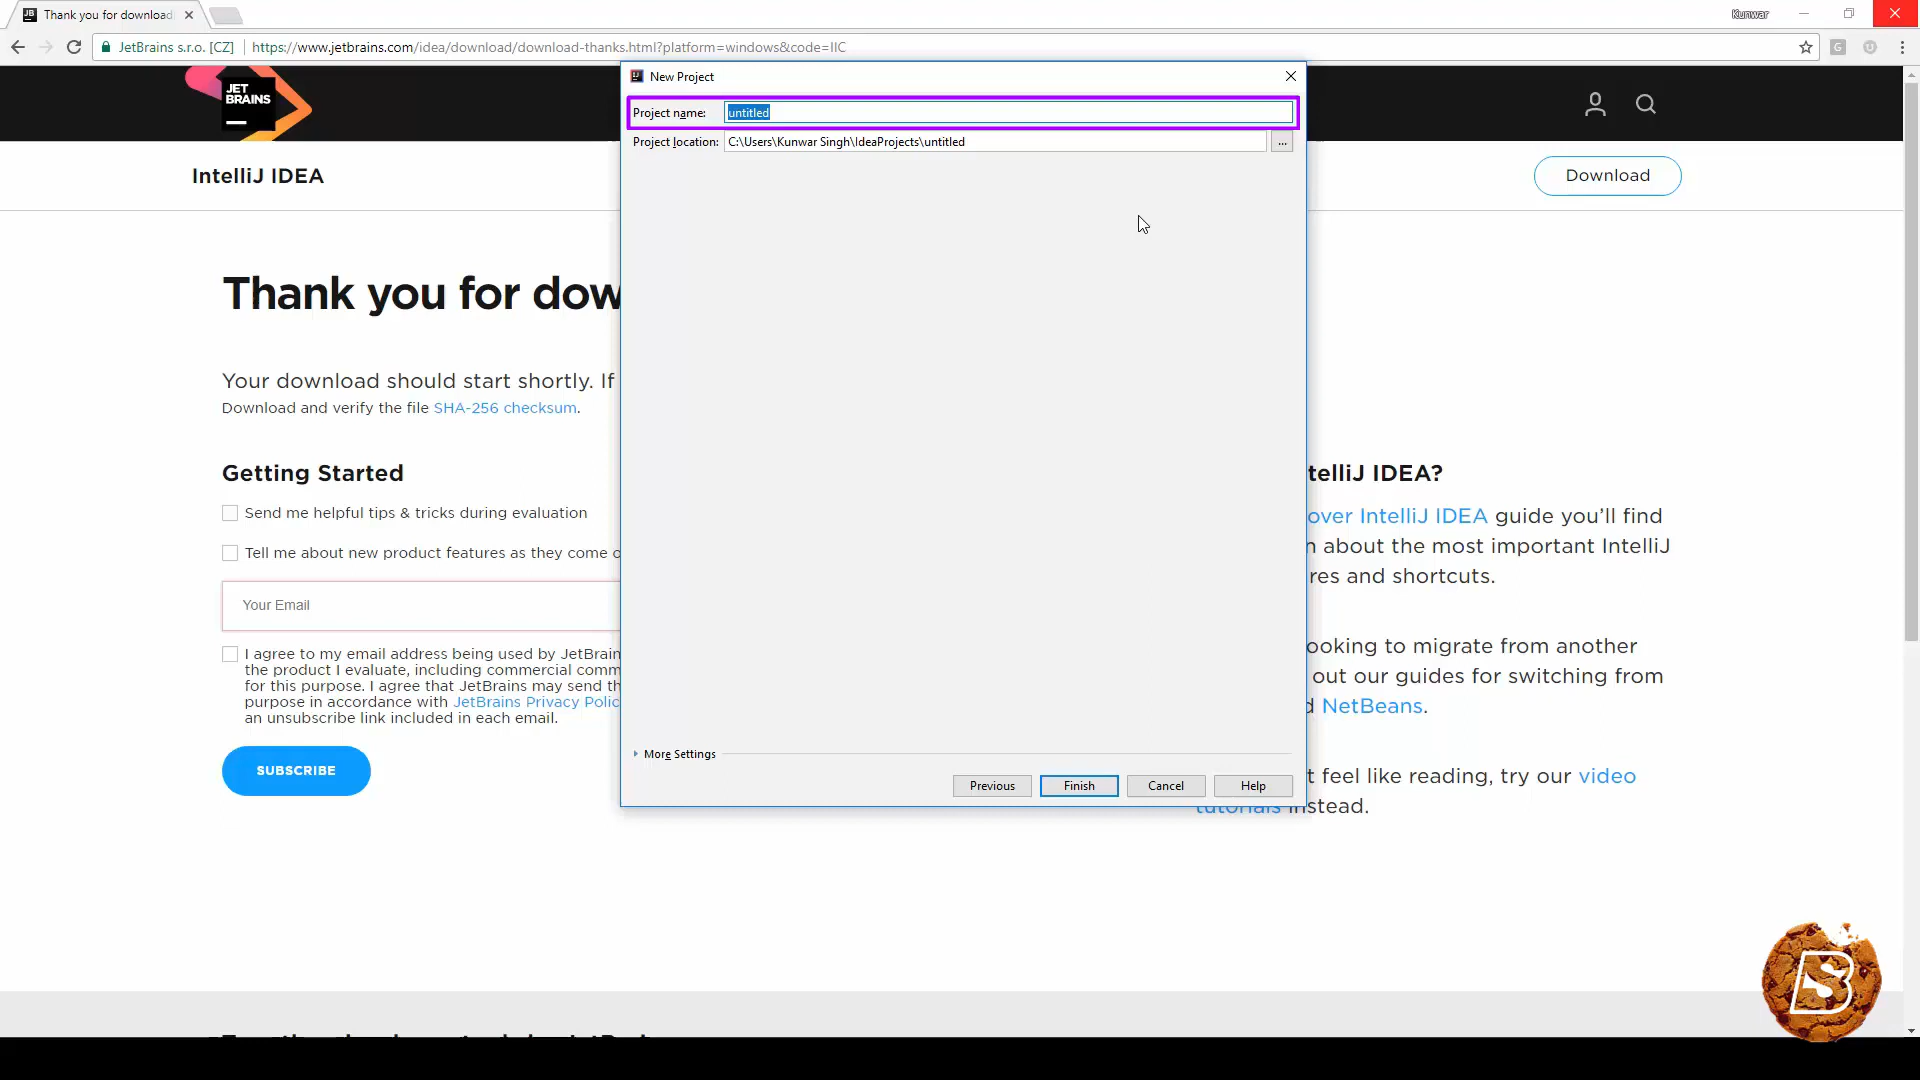 Thank you for download
Kunwar
JetBrains s.r.o. [CZ]
https://www.jetbrains.com/idea/download/download-thanks.html?platform=windows&code=IIC
JET
BRAINS
IntelliJ IDEA
Download
New Project
Project name:
untitled
Project location:
C:\Users\Kunwar Singh\IdeaProjects\untitled
...
More Settings
Previous
Finish
Cancel
Help
Thank you for dow
Your download should start shortly. If
Download and verify the file SHA-256 checksum.
Getting Started
Send me helpful tips & tricks during evaluation
Tell me about new product features as they come o
Your Email
I agree to my email address being used by JetBrain
the product I evaluate, including commercial comm
for this purpose. I agree that JetBrains may send th
purpose in accordance with JetBrains Privacy Polic
an unsubscribe link included in each email.
SUBSCRIBE
telliJ IDEA?
over IntelliJ IDEA guide you’ll find
n about the most important IntelliJ
res and shortcuts.
ooking to migrate from another
out our guides for switching from
d NetBeans.
t feel like reading, try our video
tutorials instead.